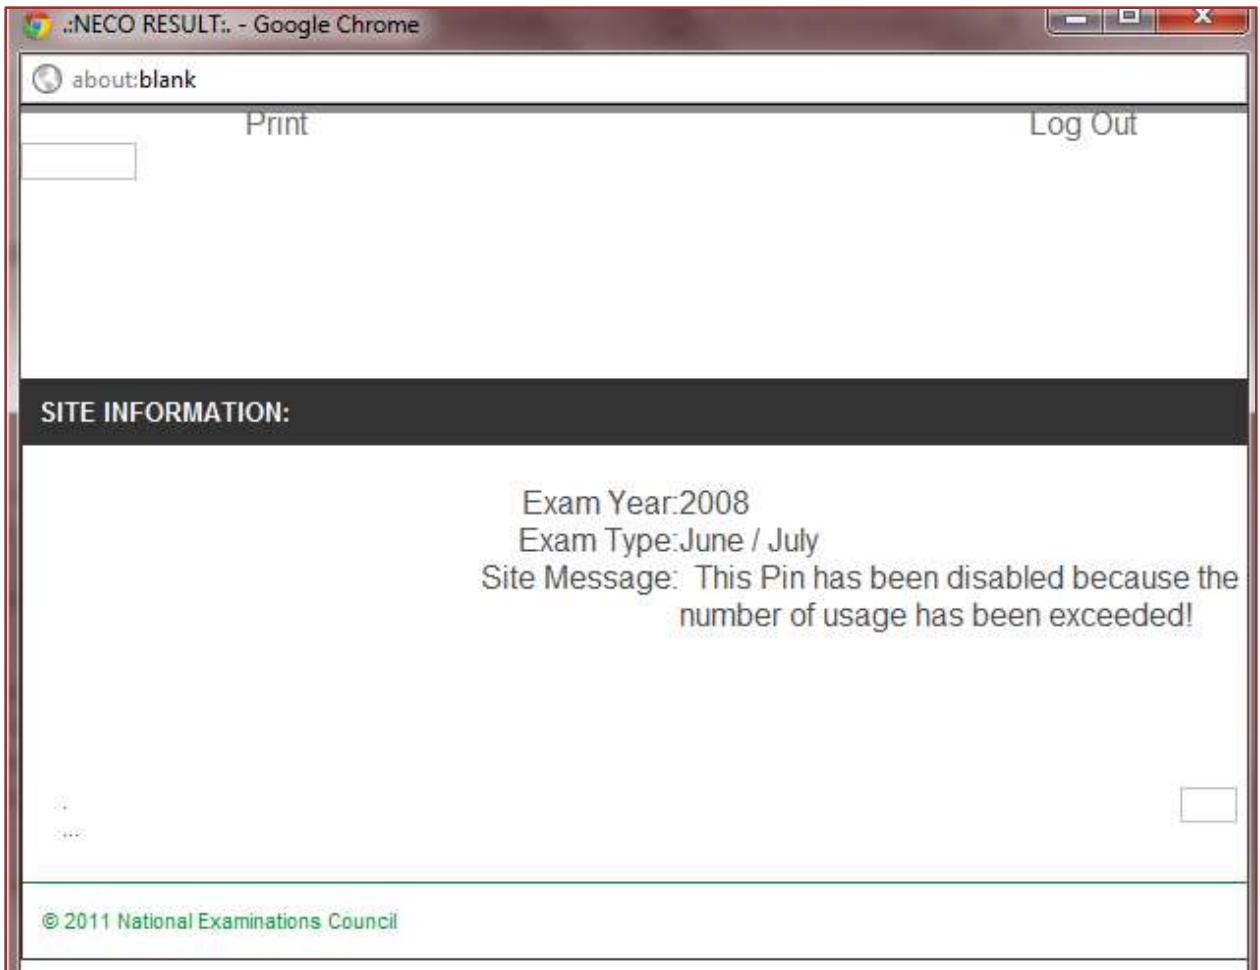 .:NECO RESULT:. - Google Chrome
about:blank
Print Log Out
SITE INFORMATION:
Exam Year:2008
Exam Type:June / July
Site Message: This Pin has been disabled because the
number of usage has been exceeded!
.
...
© 2011 National Examinations Council